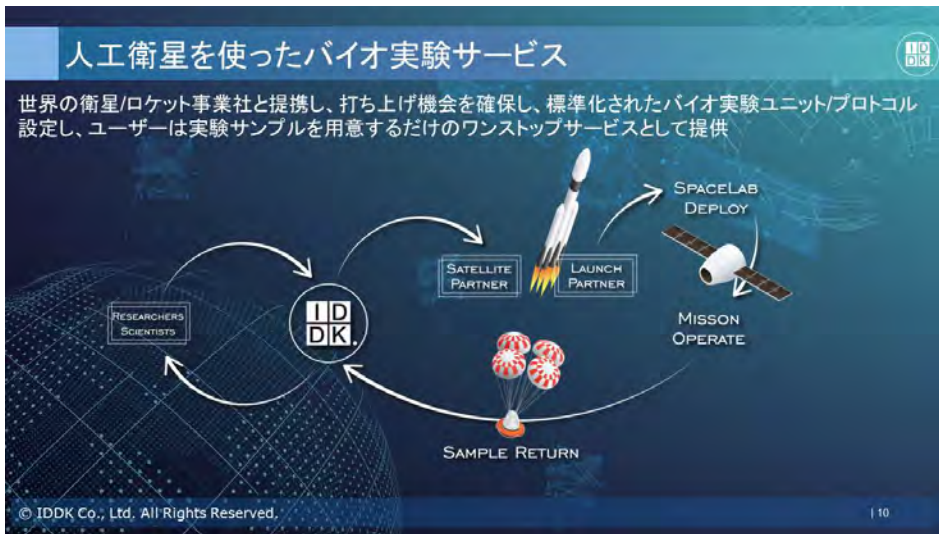 人工衛星を使ったバイオ実験サービス
ID
DK.
世界の衛星/ロケット事業社と提携し、打ち上げ機会を確保し、標準化されたバイオ実験ユニット/プロトコル
設定し、ユーザーは実験サンプルを用意するだけのワンストップサービスとして提供
SPACELAB
DEPLOY
SATELLITE
PARTNER
LAUNCH
PARTNER
RESEARCHERS
SCIENTISTS
ID
DK.
MISSON
OPERATE
SAMPLE RETURN
© IDDK Co., Ltd. All Rights Reserved.
| 10